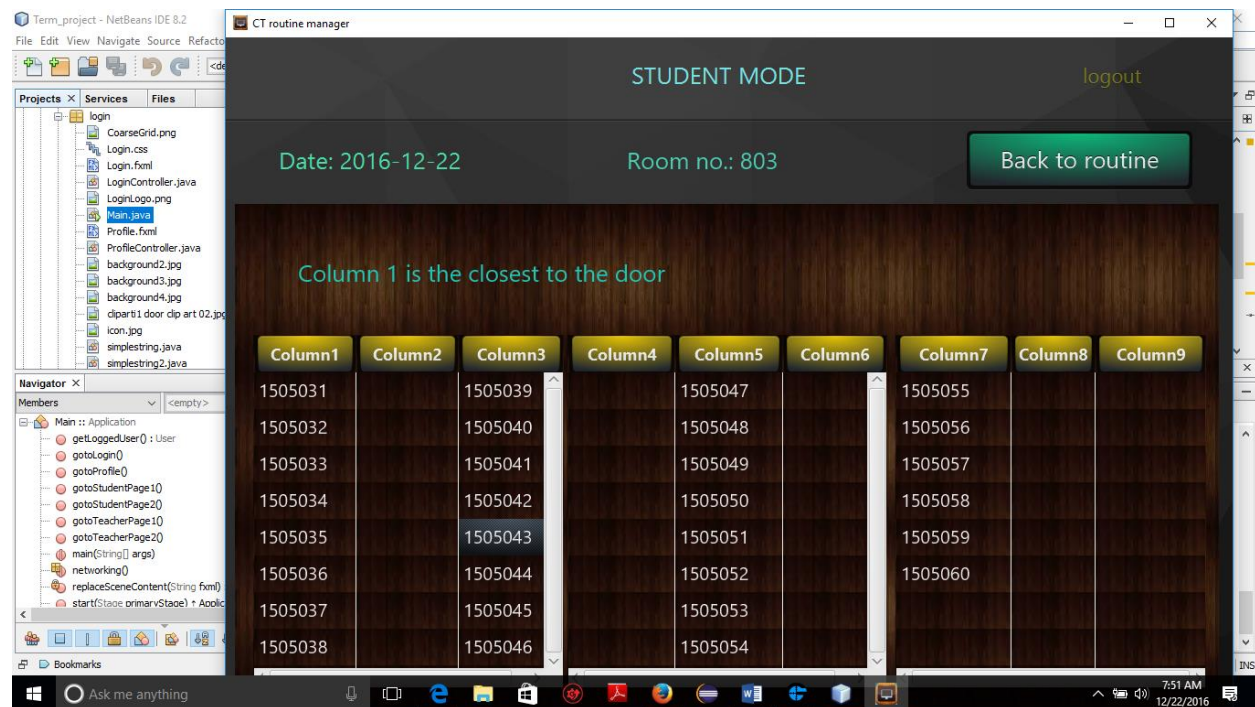 Term_project - NetBeans IDE 8.2
File Edit View Navigate Source Refacto
Projects Services Files
login
CoarseGrid.png
Login.css
Login.fxml
LoginController.java
LoginLogo.png
Main.java
Profile.fxml
ProfileController.java
background2.jpg
background3.jpg
background4.jpg
cliparti1 door clip art 02.jpg
icon.jpg
simplestring.java
simplestring2.java
Navigator
Members <empty>
Main :: Application
getLoggedUser() : User
gotoLogin()
gotoProfile()
gotoStudentPage1()
gotoStudentPage2()
gotoTeacherPage1()
gotoTeacherPage2()
main(String[] args)
networking()
replaceSceneContent(String fxml)
start(Stage primaryStage) ↑ Applic
Bookmarks
CT routine manager
STUDENT MODE logout
Date: 2016-12-22 Room no.: 803 Back to routine
Column 1 is the closest to the door
Column1 Column2 Column3 Column4 Column5 Column6 Column7 Column8 Column9
1505031 1505039 1505047 1505055
1505032 1505040 1505048 1505056
1505033 1505041 1505049 1505057
1505034 1505042 1505050 1505058
1505035 1505043 1505051 1505059
1505036 1505044 1505052 1505060
1505037 1505045 1505053
1505038 1505046 1505054
INS
Ask me anything
7:51 AM
12/22/2016